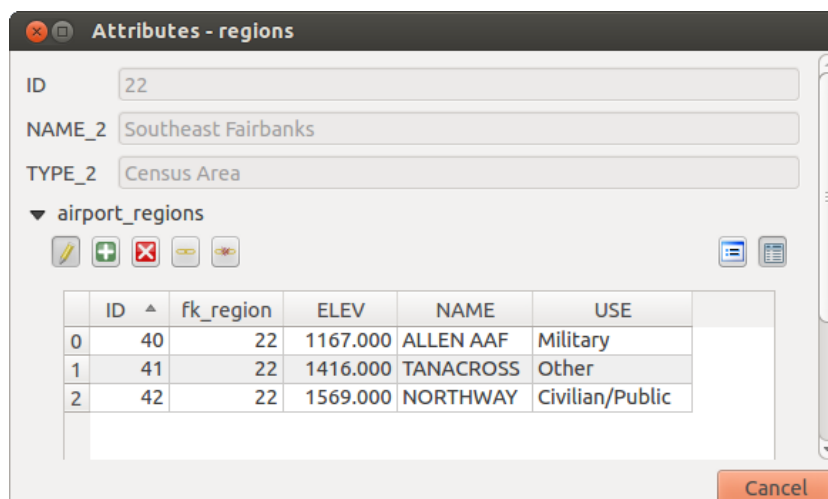 Attributes - regions
ID 22
NAME_2 Southeast Fairbanks
TYPE_2 Census Area
airport_regions
ID fk_region ELEV NAME USE
0 40 22 1167.000 ALLEN AAF Military
1 41 22 1416.000 TANACROSS Other
2 42 22 1569.000 NORTHWAY Civilian/Public
Cancel